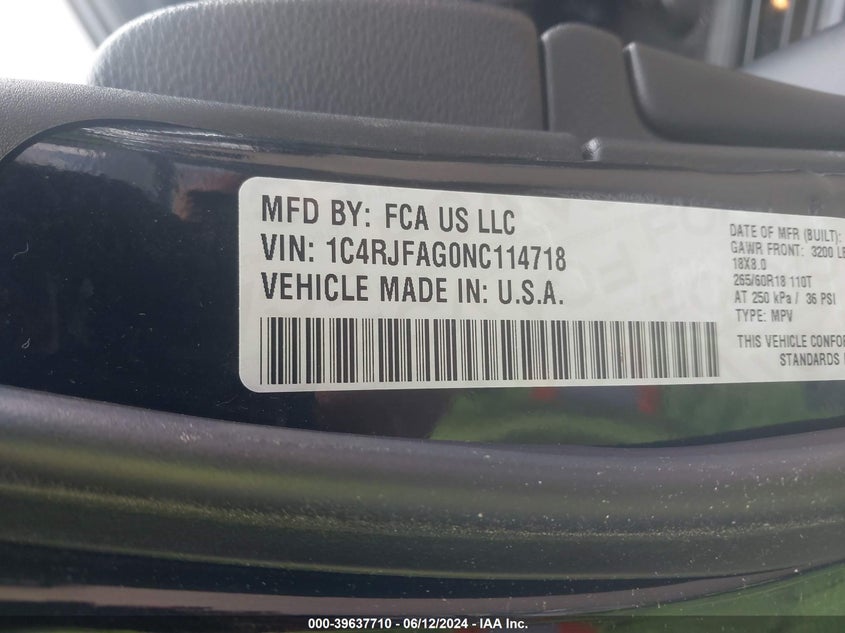 MFD BY: FCA US LLC
VIN: 1C4RJFAG0NC114718
VEHICLE MADE IN: U.S.A.
DATE OF MFR (BUILT):
GAWR FRONT: 3200 L
18X8.0
265/60R18 110T
AT 250 kPa / 36 PSI
TYPE: MPV
THIS VEHICLE CONFO
STANDARDS
000-39637710 - 06/12/2024 - IAA Inc.